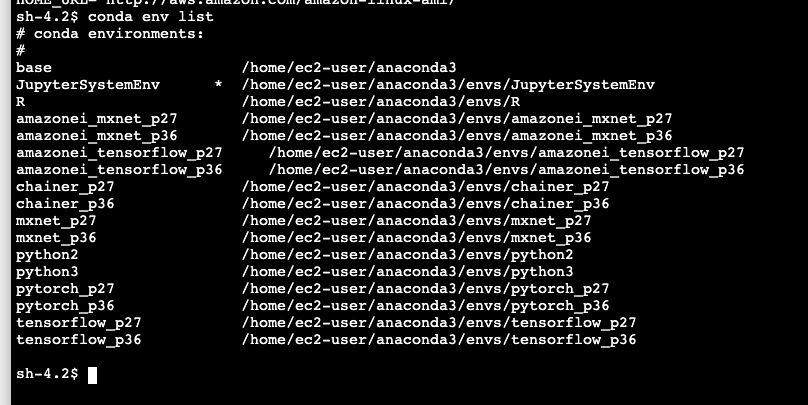 HOME_URL="http://aws.amazon.com/amazon-linux-ami/"
sh-4.2$ conda env list
# conda environments:
#
base                     /home/ec2-user/anaconda3
JupyterSystemEnv      *  /home/ec2-user/anaconda3/envs/JupyterSystemEnv
R                        /home/ec2-user/anaconda3/envs/R
amazonei_mxnet_p27       /home/ec2-user/anaconda3/envs/amazonei_mxnet_p27
amazonei_mxnet_p36       /home/ec2-user/anaconda3/envs/amazonei_mxnet_p36
amazonei_tensorflow_p27     /home/ec2-user/anaconda3/envs/amazonei_tensorflow_p27
amazonei_tensorflow_p36     /home/ec2-user/anaconda3/envs/amazonei_tensorflow_p36
chainer_p27              /home/ec2-user/anaconda3/envs/chainer_p27
chainer_p36              /home/ec2-user/anaconda3/envs/chainer_p36
mxnet_p27                /home/ec2-user/anaconda3/envs/mxnet_p27
mxnet_p36                /home/ec2-user/anaconda3/envs/mxnet_p36
python2                  /home/ec2-user/anaconda3/envs/python2
python3                  /home/ec2-user/anaconda3/envs/python3
pytorch_p27              /home/ec2-user/anaconda3/envs/pytorch_p27
pytorch_p36              /home/ec2-user/anaconda3/envs/pytorch_p36
tensorflow_p27           /home/ec2-user/anaconda3/envs/tensorflow_p27
tensorflow_p36           /home/ec2-user/anaconda3/envs/tensorflow_p36
sh-4.2$